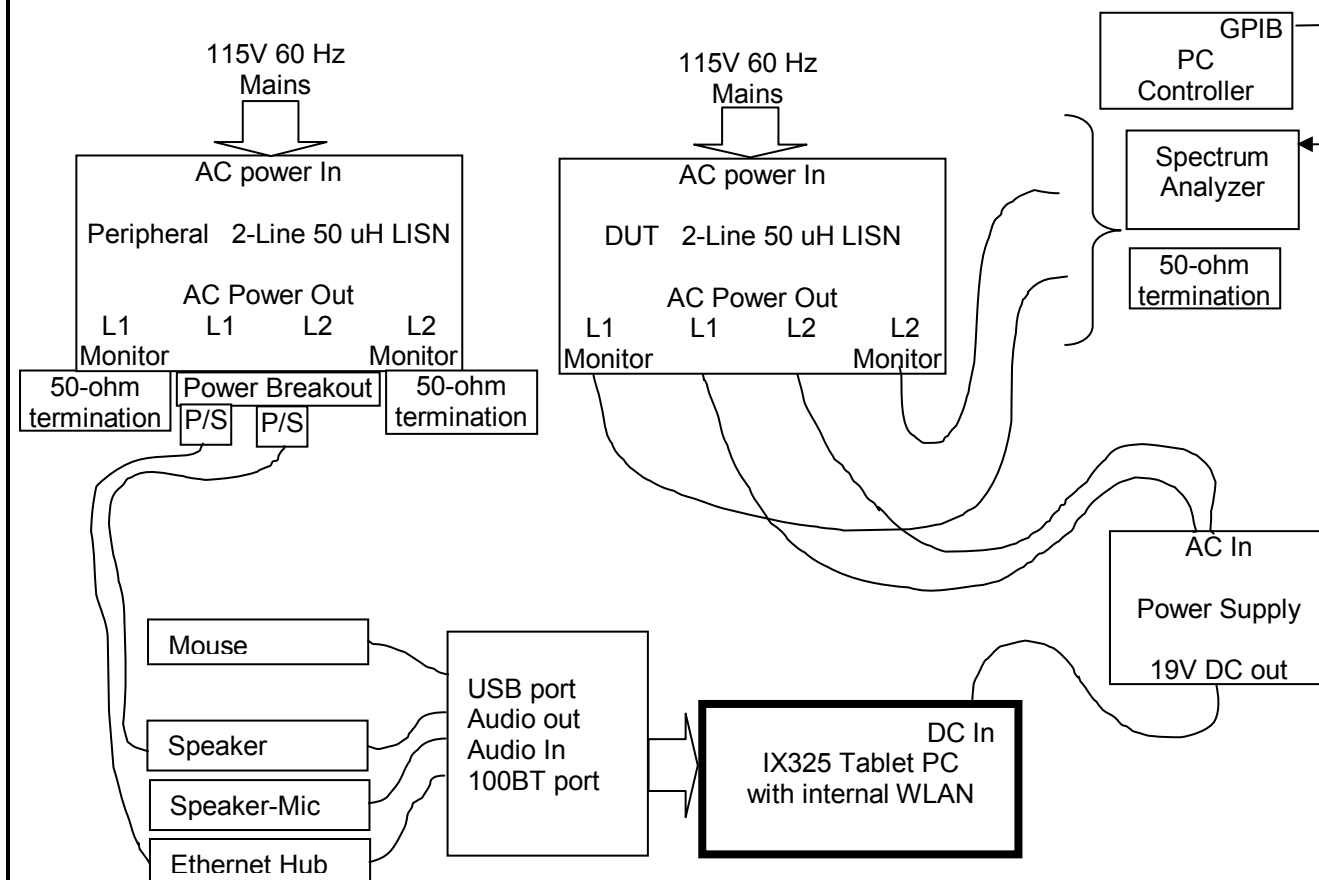 GPIB
PC
Controller
115V 60 Hz
Mains
115V 60 Hz
Mains
AC power In
Peripheral 2-Line 50 uH LISN
AC Power Out
L1 L1 L2 L2
Monitor Monitor
50-ohm
termination
Power Breakout
50-ohm
termination
P/S P/S
AC power In
DUT 2-Line 50 uH LISN
AC Power Out
L1 L1 L2 L2
Monitor Monitor
Spectrum
Analyzer
50-ohm
termination
AC In
Power Supply
19V DC out
Mouse
Speaker
Speaker-Mic
Ethernet Hub
USB port
Audio out
Audio In
100BT port
DC In
IX325 Tablet PC
with internal WLAN